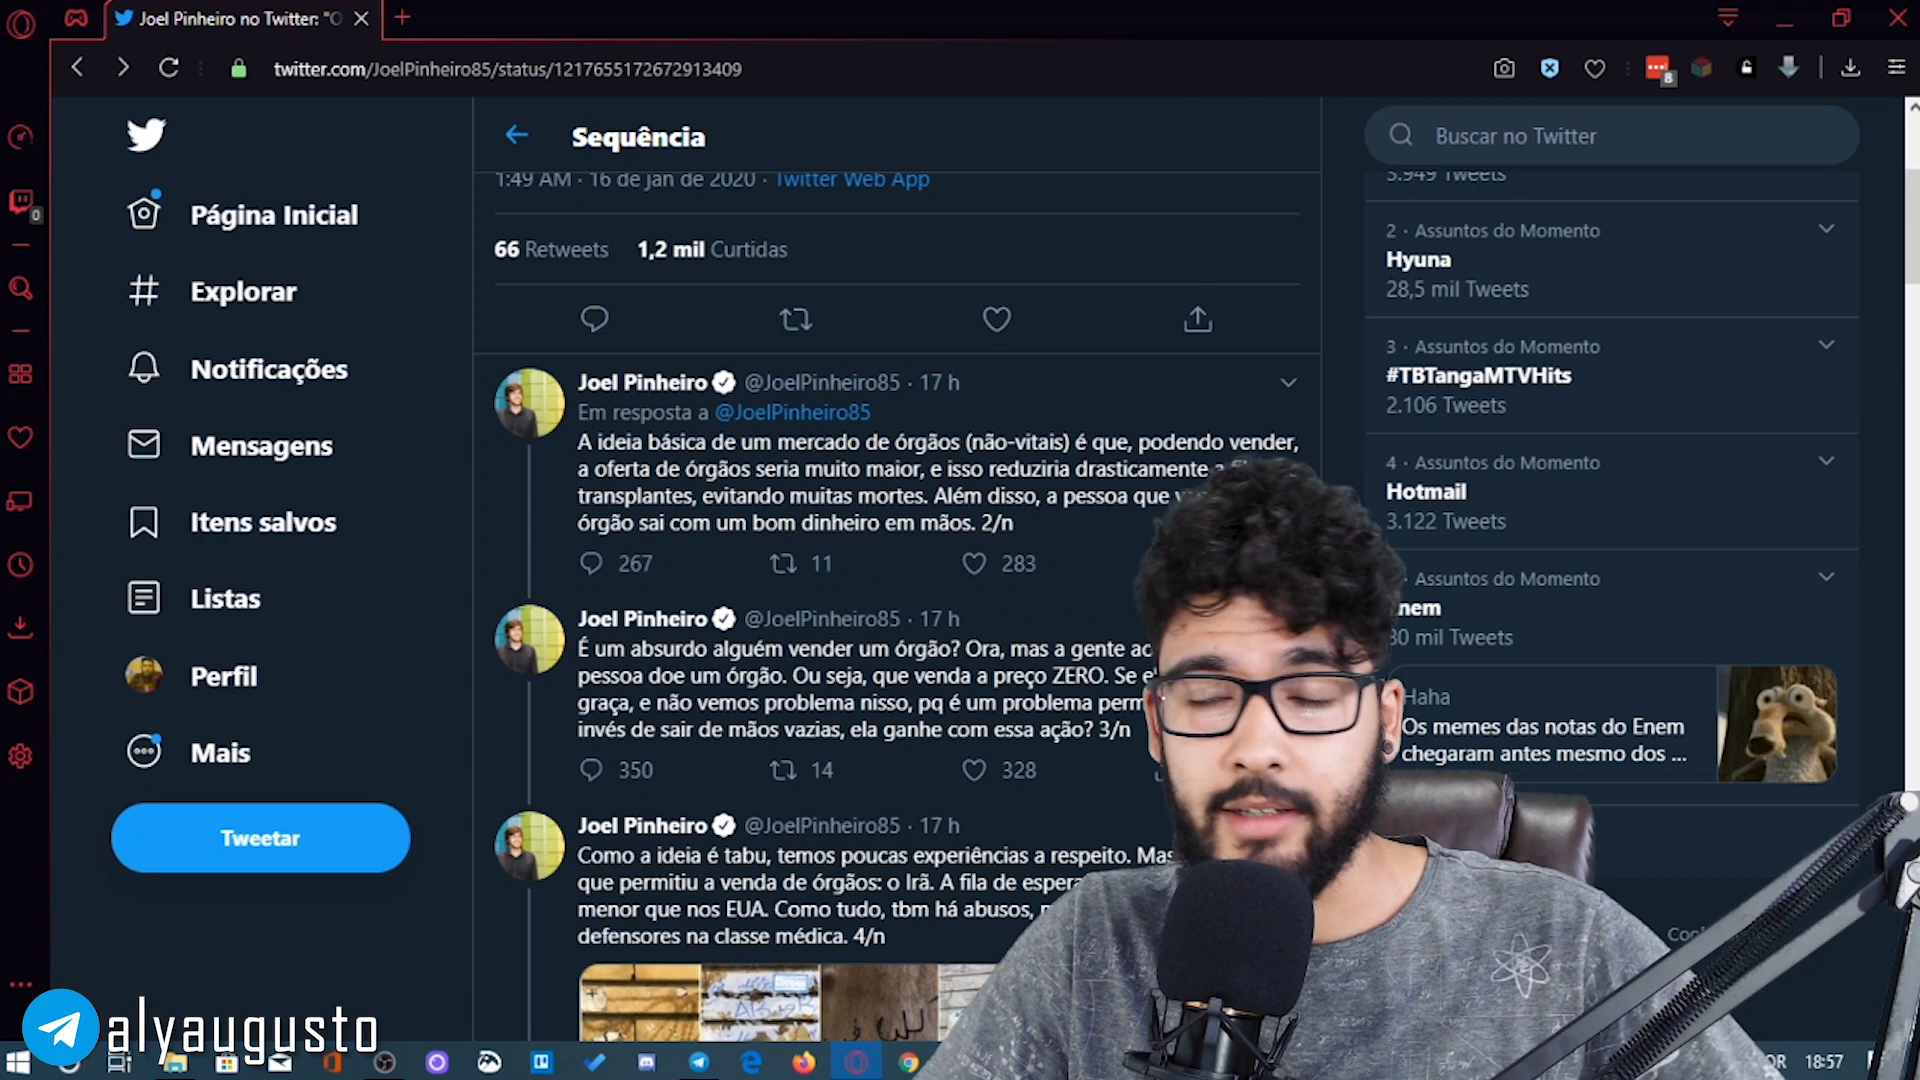 Joel Pinheiro no Twitter: "O
twitter.com/JoelPinheiro85/status/1217655172672913409
8
0
Sequência
Buscar no Twitter
1:49 AM · 16 de jan de 2020 · Twitter Web App
3.949 Tweets
66 Retweets 1,2 mil Curtidas
Página Inicial
Explorar
Notificações
Mensagens
Itens salvos
Listas
Perfil
Mais
Tweetar
Joel Pinheiro @JoelPinheiro85 · 17 h
Em resposta a @JoelPinheiro85
A ideia básica de um mercado de órgãos (não-vitais) é que, podendo vender,
a oferta de órgãos seria muito maior, e isso reduziria drasticamente a
transplantes, evitando muitas mortes. Além disso, a pessoa que
órgão sai com um bom dinheiro em mãos. 2/n
267 11 283
Joel Pinheiro @JoelPinheiro85 · 17 h
É um absurdo alguém vender um órgão? Ora, mas a gente ac
pessoa doe um órgão. Ou seja, que venda a preço ZERO. Se
graça, e não vemos problema nisso, pq é um problema perm
invés de sair de mãos vazias, ela ganhe com essa ação? 3/n
350 14 328
Joel Pinheiro @JoelPinheiro85 · 17 h
Como a ideia é tabu, temos poucas experiências a respeito. Mas
que permitiu a venda de órgãos: o Irã. A fila de espera
menor que nos EUA. Como tudo, tbm há abusos,
defensores na classe médica. 4/n
2 · Assuntos do Momento
Hyuna
28,5 mil Tweets
3 · Assuntos do Momento
#TBTangaMTVHits
2.106 Tweets
4 · Assuntos do Momento
Hotmail
3.122 Tweets
· Assuntos do Momento
nem
30 mil Tweets
Haha
Os memes das notas do Enem
chegaram antes mesmo dos ...
Coo
alyaugusto
18:57